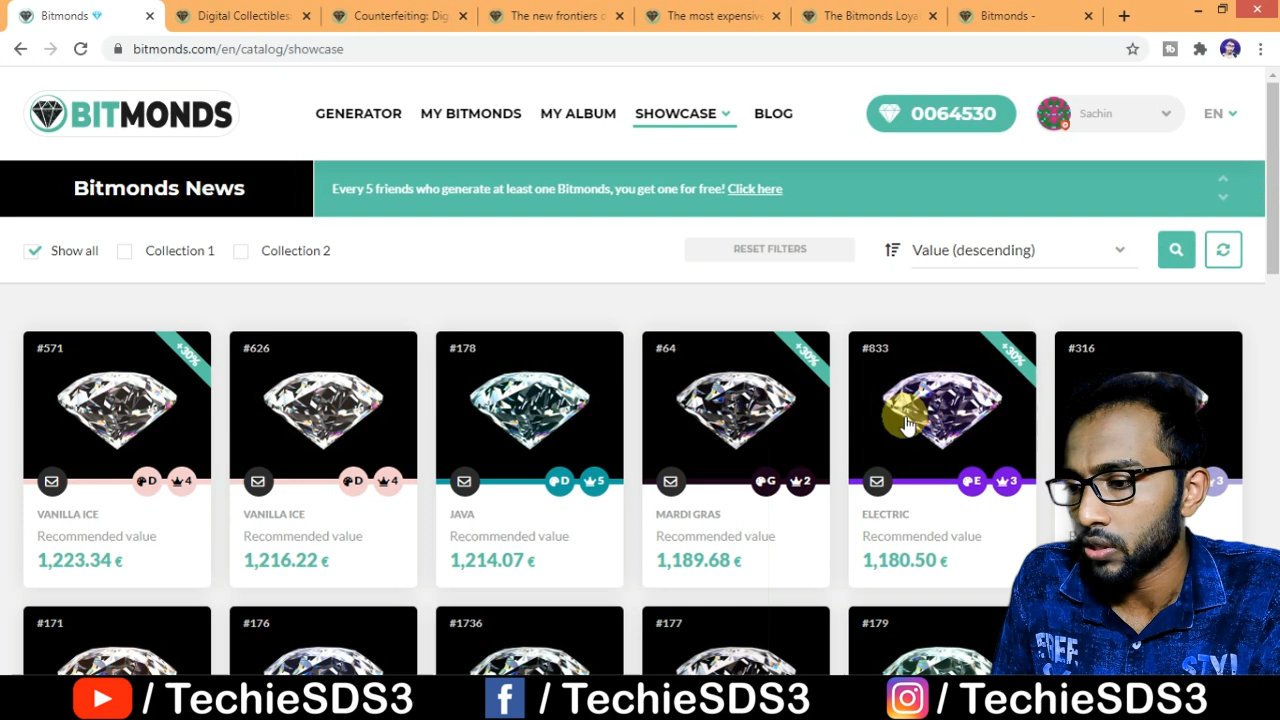 Bitmonds
Digital Collectibles:
Counterfeiting: Dig
The new frontiers o
The most expensiv
The Bitmonds Loya
Bitmonds -
bitmonds.com/en/catalog/showcase
BITMONDS
GENERATOR
MY BITMONDS
MY ALBUM
SHOWCASE
BLOG
0064530
Sachin
EN
Bitmonds News
Every 5 friends who generate at least one Bitmonds, you get one for free! Click here
Show all
Collection 1
Collection 2
RESET FILTERS
Value (descending)
#571
+30%
D
4
VANILLA ICE
Recommended value
1,223.34 €
#626
D
4
VANILLA ICE
Recommended value
1,216.22 €
#178
D
5
JAVA
Recommended value
1,214.07 €
#64
+30%
G
2
MARDI GRAS
Recommended value
1,189.68 €
#833
+30%
E
3
ELECTRIC
Recommended value
1,180.50 €
#316
3
#171
#176
#1736
#177
#179
FREE
STYL
/ TechieSDS3
/ TechieSDS3
/ TechieSDS3